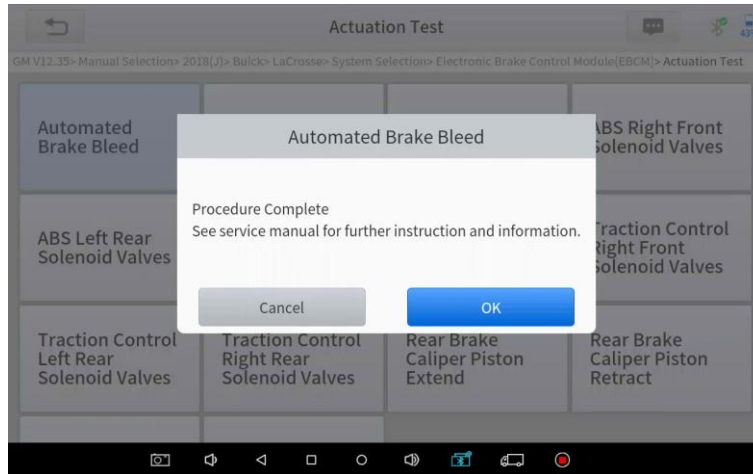 Actuation Test
43%
GM V12.35> Manual Selection> 2018(J)> Buick> LaCrosse> System Selection> Electronic Brake Control Module(EBCM)> Actuation Test
Automated
Brake Bleed
ABS Right Front
Solenoid Valves
Automated Brake Bleed
Procedure Complete
See service manual for further instruction and information.
Cancel
OK
ABS Left Rear
Solenoid Valves
Traction Control
Right Front
Solenoid Valves
Traction Control
Left Rear
Solenoid Valves
Traction Control
Right Rear
Solenoid Valves
Rear Brake
Caliper Piston
Extend
Rear Brake
Caliper Piston
Retract